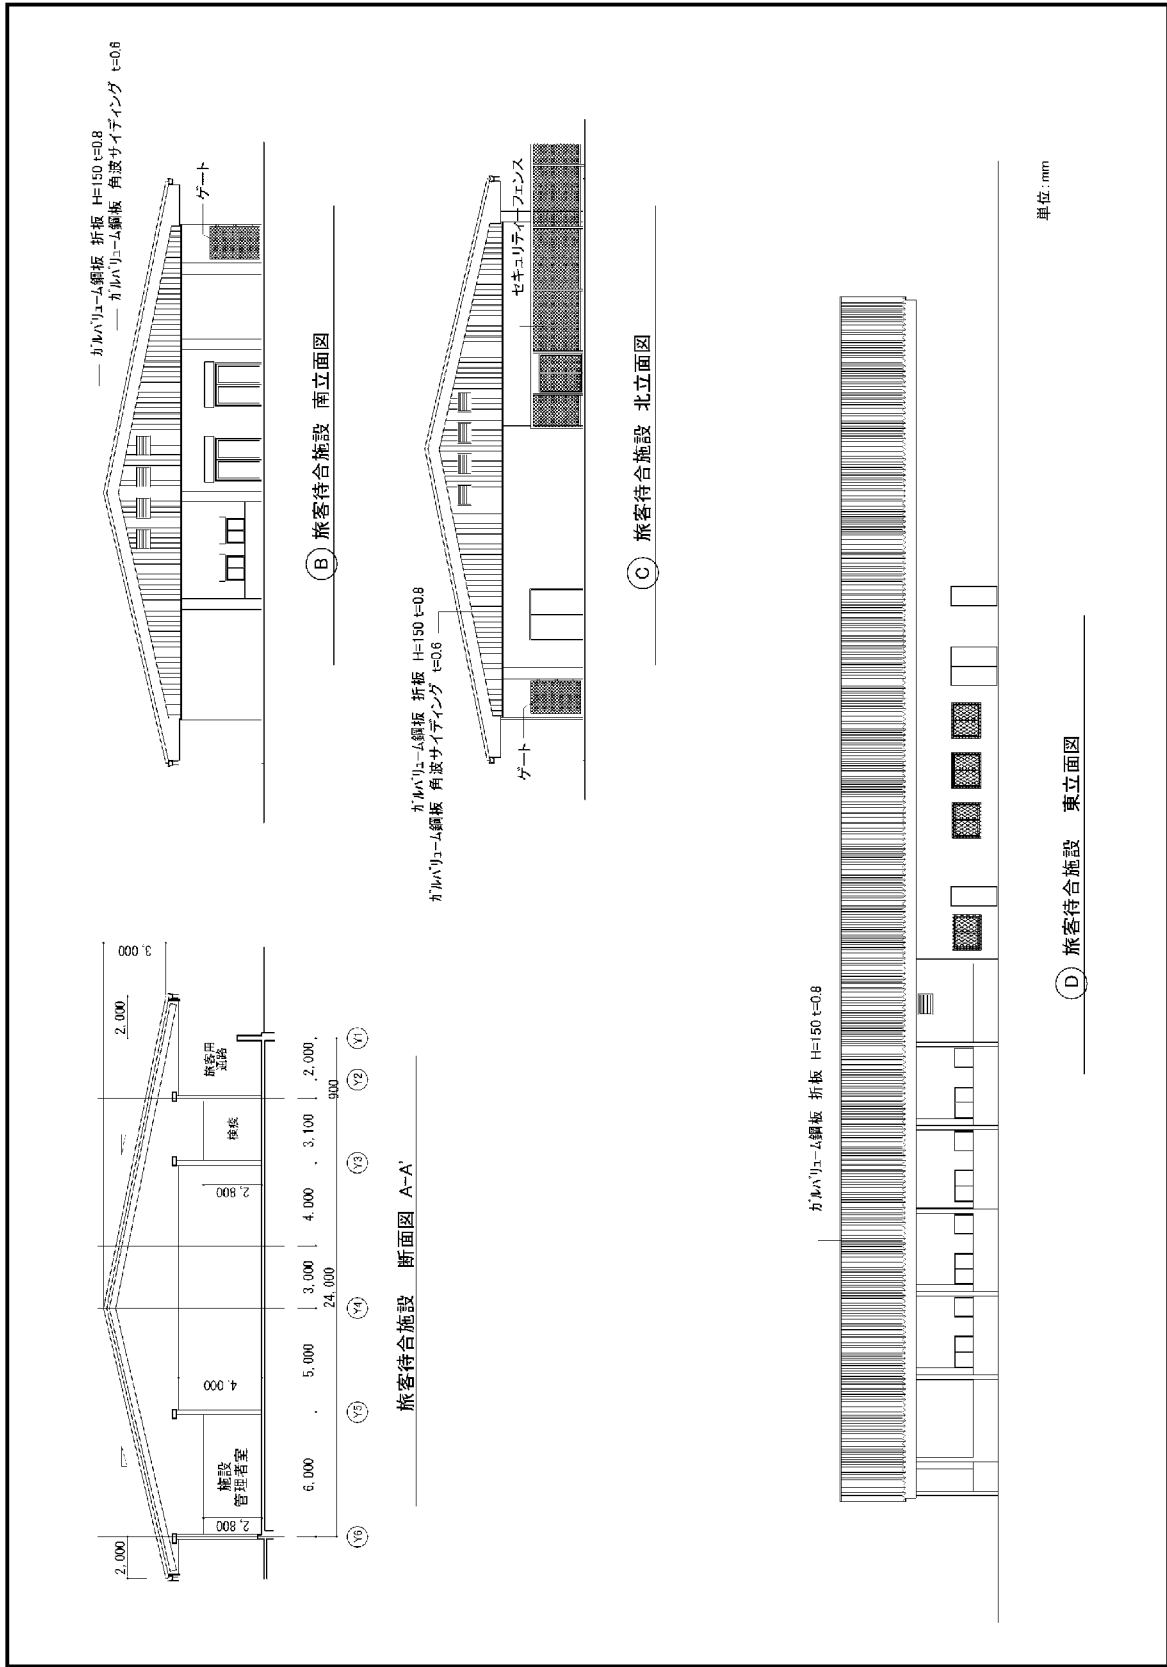 3,000
2,000
2,000
旅客用
通路
検疫
2,800
4,000
施設
管理者室
2,800
6,000
5,000
3,000
4,000
3,100
900
2,000
24,000
Y6
Y5
Y4
Y3
Y2
Y1
旅客待合施設 断面図 A-A'
ガルバリューム鋼板 折板 H=150 t=0.8
ガルバリューム鋼板 角波サイディング t=0.6
ゲート
B 旅客待合施設 南立面図
ガルバリューム鋼板 折板 H=150 t=0.8
ガルバリューム鋼板 角波サイディング t=0.6
ゲート
セキュリティーフェンス
C 旅客待合施設 北立面図
ガルバリューム鋼板 折板 H=150 t=0.8
D 旅客待合施設 東立面図
単位:mm